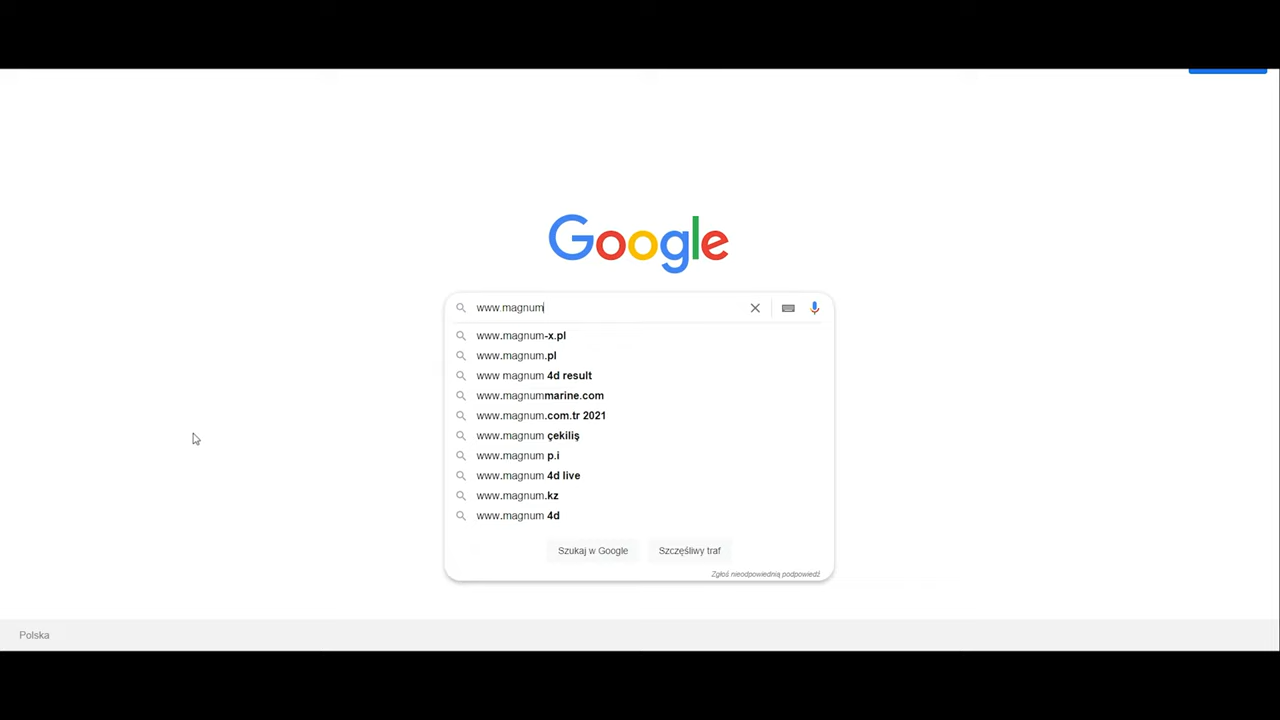 Google
www.magnum
www.magnum-x.pl
www.magnum.pl
www magnum 4d result
www.magnummarine.com
www.magnum.com.tr 2021
www.magnum çekiliş
www.magnum p.i
www.magnum 4d live
www.magnum.kz
www.magnum 4d
Szukaj w Google
Szczęśliwy traf
Zgłoś nieodpowiednią podpowiedź
Polska